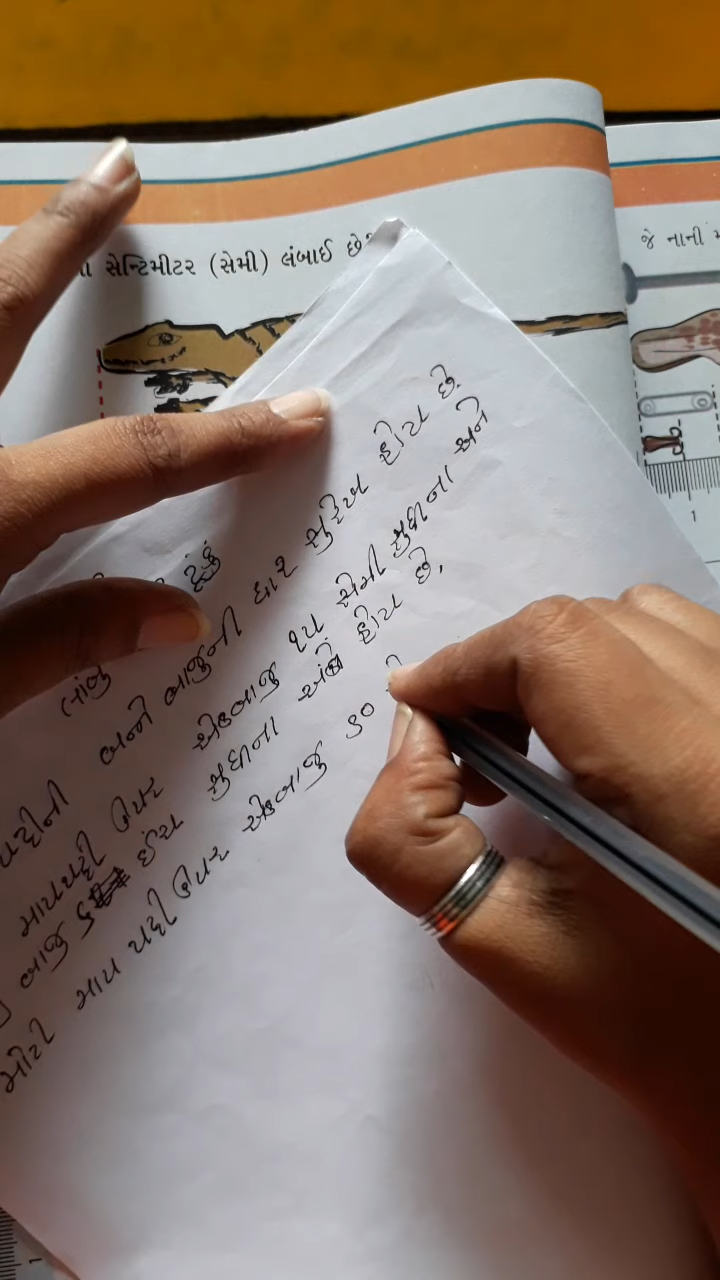 સેન્ટિમીટર (સેમી) લંબાઈ છે?
જે નાની
લાંબુ ટૂંકું
પટ્ટીની બન્ને બાજુની ધાર સુરેખ હોય છે.
માપપટ્ટી ઉપર એકબાજુ ૧૫ સેમી સુધીના અને
બાજુ ૬ ઈંચ સુધીના અંકો હોય છે.
મોટી માપ પટ્ટી ઉપર એકબાજુ ૩૦
1